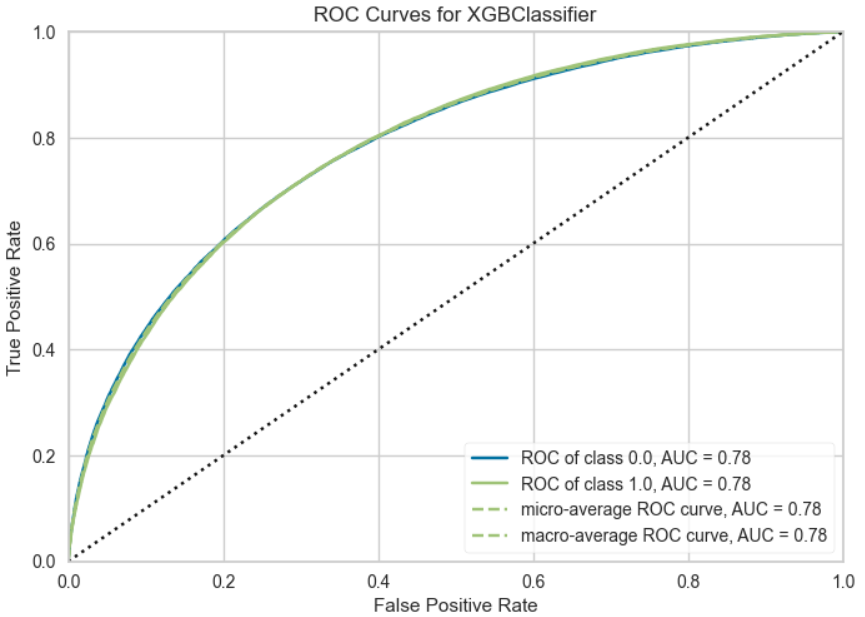 ROC Curves for XGBClassifier
1.0
0.8
0.6
0.4
0.2
0.0
True Positive Rate
ROC of class 0.0, AUC = 0.78
ROC of class 1.0, AUC = 0.78
micro-average ROC curve, AUC = 0.78
macro-average ROC curve, AUC = 0.78
0.0 0.2 0.4 0.6 0.8 1.0
False Positive Rate